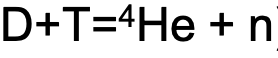 D+T=⁴He + n)